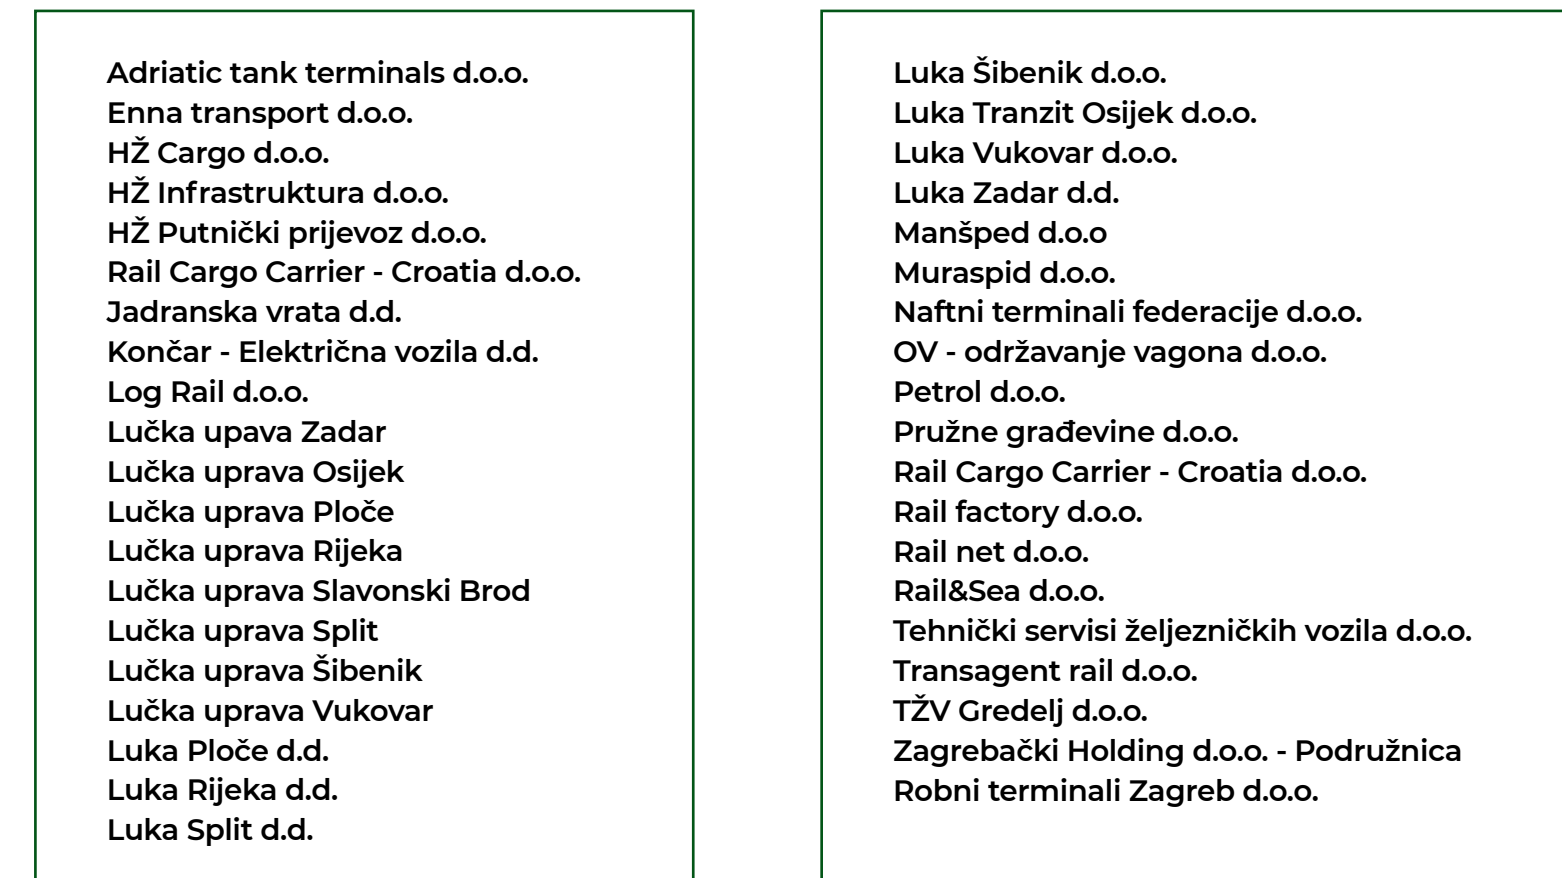 Adriatic tank terminals d.o.o.
Enna transport d.o.o.
HŽ Cargo d.o.o.
HŽ Infrastruktura d.o.o.
HŽ Putnički prijevoz d.o.o.
Rail Cargo Carrier - Croatia d.o.o.
Jadranska vrata d.d.
Končar - Električna vozila d.d.
Log Rail d.o.o.
Lučka upava Zadar
Lučka uprava Osijek
Lučka uprava Ploče
Lučka uprava Rijeka
Lučka uprava Slavonski Brod
Lučka uprava Split
Lučka uprava Šibenik
Lučka uprava Vukovar
Luka Ploče d.d.
Luka Rijeka d.d.
Luka Split d.d.
Luka Šibenik d.o.o.
Luka Tranzit Osijek d.o.o.
Luka Vukovar d.o.o.
Luka Zadar d.d.
Manšped d.o.o
Muraspid d.o.o.
Naftni terminali federacije d.o.o.
OV - održavanje vagona d.o.o.
Petrol d.o.o.
Pružne građevine d.o.o.
Rail Cargo Carrier - Croatia d.o.o.
Rail factory d.o.o.
Rail net d.o.o.
Rail&Sea d.o.o.
Tehnički servisi željezničkih vozila d.o.o.
Transagent rail d.o.o.
TŽV Gredelj d.o.o.
Zagrebački Holding d.o.o. - Podružnica
Robni terminali Zagreb d.o.o.